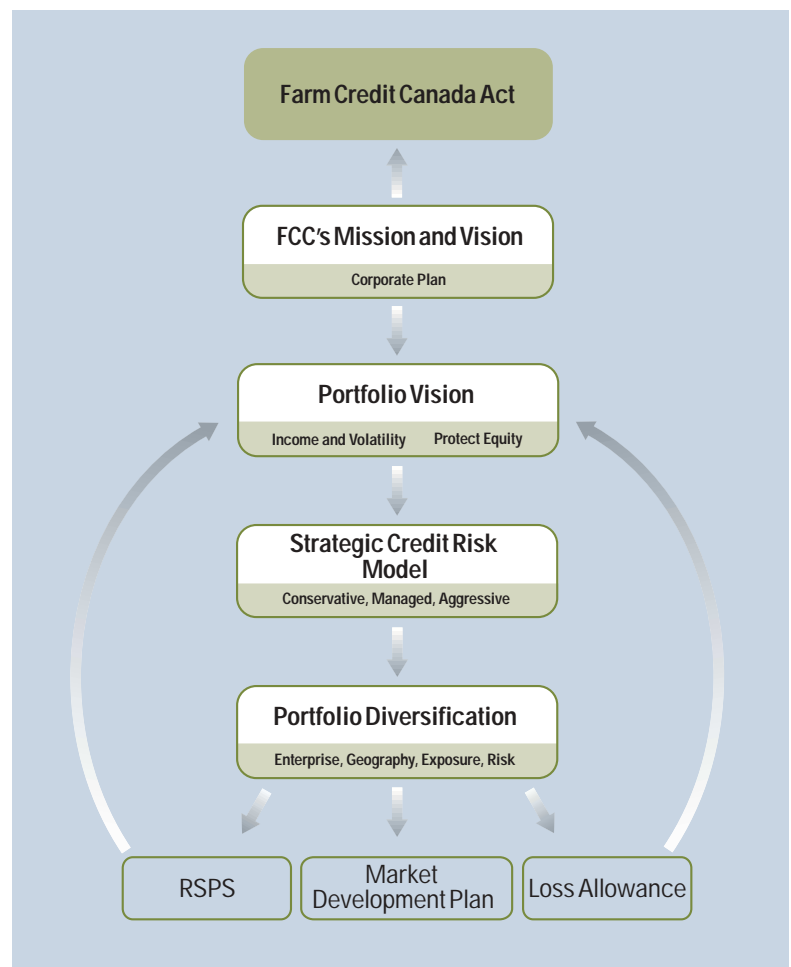 Farm Credit Canada Act
FCC's Mission and Vision
Corporate Plan
Portfolio Vision
Income and Volatility Protect Equity
Strategic Credit Risk
Model
Conservative, Managed, Aggressive
Portfolio Diversification
Enterprise, Geography, Exposure, Risk
RSPS
Market
Development Plan
Loss Allowance